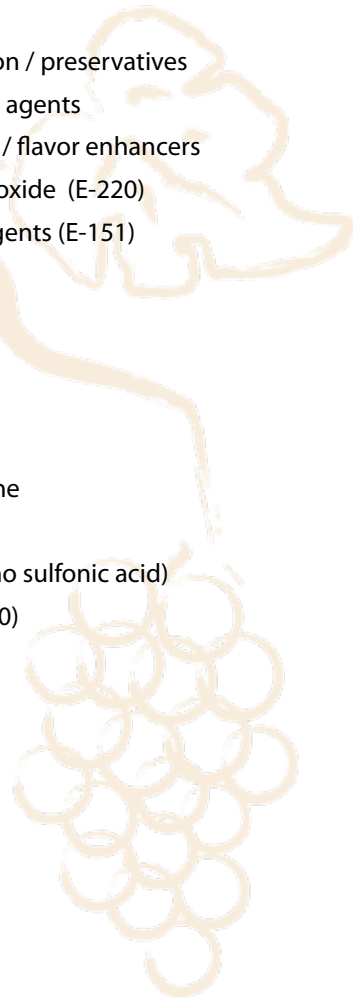 on / preservatives
agents
/ flavor enhancers
oxide (E-220)
gents (E-151)
ne
no sulfonic acid)
0)